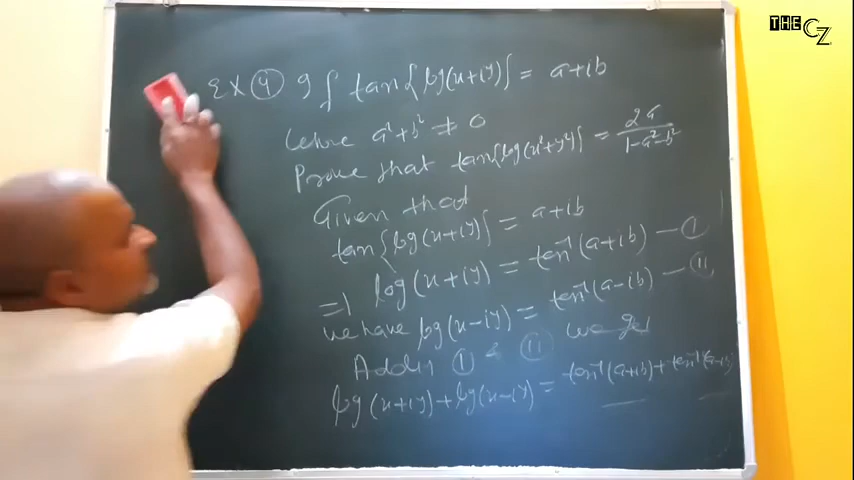 THE CZ
Ex ④ If tan{log(x+iy)} = a+ib
where a²+b² ≠ 0
Prove that tan{log(x²+y²)} = 2a / 1-a²-b²
Given that
tan{log(x+iy)} = a+ib
=) log(x+iy) = tan⁻¹(a+ib) — ①
we have log(x-iy) = tan⁻¹(a-ib) — ②
Adding ① & ② we get
log(x+iy)+log(x-iy) = tan⁻¹(a+ib)+tan⁻¹(a-ib)